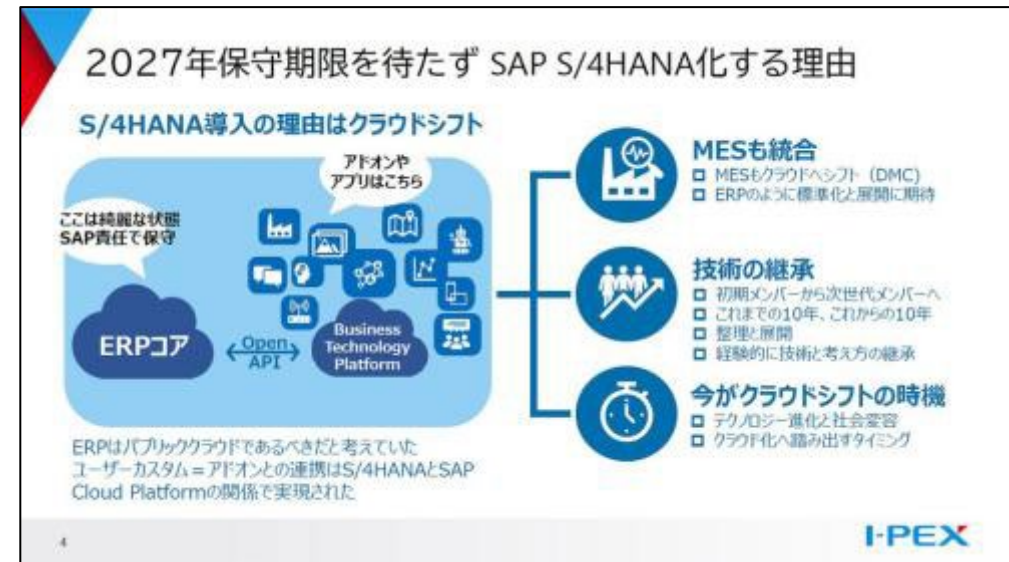 2027年保守期限を待たず SAP S/4HANA化する理由
S/4HANA導入の理由はクラウドシフト
アドオンや
アプリはこちら
ここは綺麗な状態
SAP責任で保守
ERPコア
Open
API
Business
Technology
Platform
ERPはパブリッククラウドであるべきだと考えていた
ユーザーカスタム＝アドオンとの連携はS/4HANAとSAP
Cloud Platformの関係で実現された
MESも統合
MESもクラウドへシフト（DMC）
ERPのように標準化と展開に期待
技術の継承
初期メンバーから次世代メンバーへ
これまでの10年、これからの10年
整理と展開
経験的に技術と考え方の継承
今がクラウドシフトの時機
テクノロジー進化と社会変容
クラウド化へ踏み出すタイミング
4
I-PEX